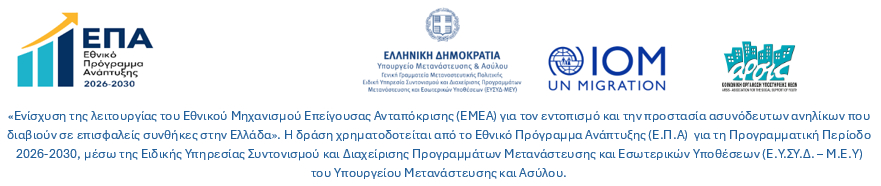 ΕΠΑ
Εθνικό
Πρόγραμμα
Ανάπτυξης
2026-2030
ΕΛΛΗΝΙΚΗ ΔΗΜΟΚΡΑΤΙΑ
Υπουργείο Μετανάστευσης & Ασύλου
Γενική Γραμματεία Μεταναστευτικής Πολιτικής
Ειδική Υπηρεσία Συντονισμού και Διαχείρισης Προγραμμάτων
Μετανάστευσης και Εσωτερικών Υποθέσεων (ΕΥΣΥΔ-ΜΕΥ)
IOM
UN MIGRATION
άρσις
ΚΟΙΝΩΝΙΚΗ ΟΡΓΑΝΩΣΗ ΥΠΟΣΤΗΡΙΞΗΣ ΝΕΩΝ
ARSIS - ASSOCIATION FOR THE SOCIAL SUPPORT OF YOUTH
«Ενίσχυση της λειτουργίας του Εθνικού Μηχανισμού Επείγουσας Ανταπόκρισης (ΕΜΕΑ) για τον εντοπισμό και την προστασία ασυνόδευτων ανηλίκων που
διαβιούν σε επισφαλείς συνθήκες στην Ελλάδα». Η δράση χρηματοδοτείται από το Εθνικό Πρόγραμμα Ανάπτυξης (Ε.Π.Α) για τη Προγραμματική Περίοδο
2026-2030, μέσω της Ειδικής Υπηρεσίας Συντονισμού και Διαχείρισης Προγραμμάτων Μετανάστευσης και Εσωτερικών Υποθέσεων (Ε.Υ.ΣΥ.Δ. – Μ.Ε.Υ)
του Υπουργείου Μετανάστευσης και Ασύλου.